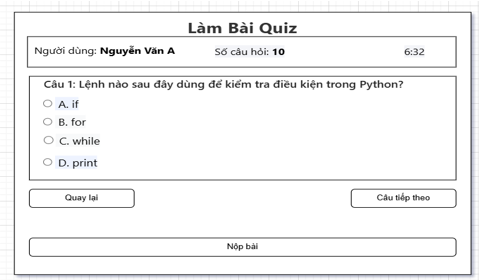 Làm Bài Quiz
Người dùng: Nguyễn Văn A Số câu hỏi: 10 6:32
Câu 1: Lệnh nào sau đây dùng để kiểm tra điều kiện trong Python?
A. if
B. for
C. while
D. print
Quay lại Câu tiếp theo
Nộp bài